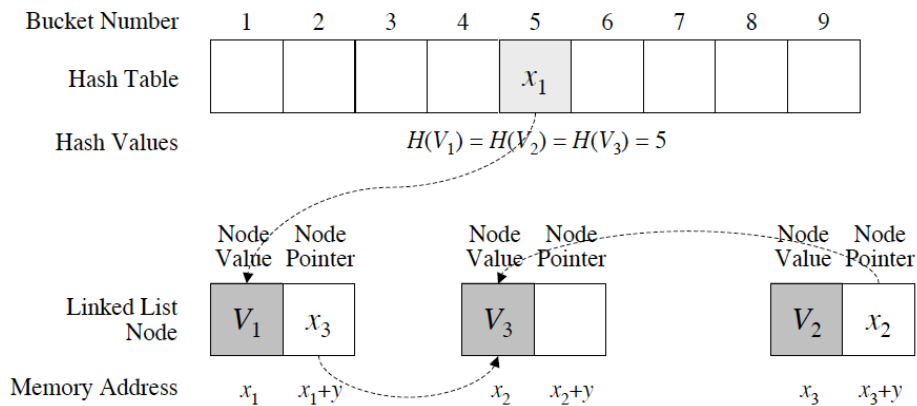 Bucket Number 1 2 3 4 5 6 7 8 9
Hash Table x₁
Hash Values H(V₁) = H(V₂) = H(V₃) = 5
Node Value Node Pointer Node Value Node Pointer Node Value Node Pointer
Linked List Node V₁ x₃ V₃ V₂ x₂
Memory Address x₁ x₁+y x₂ x₂+y x₃ x₃+y